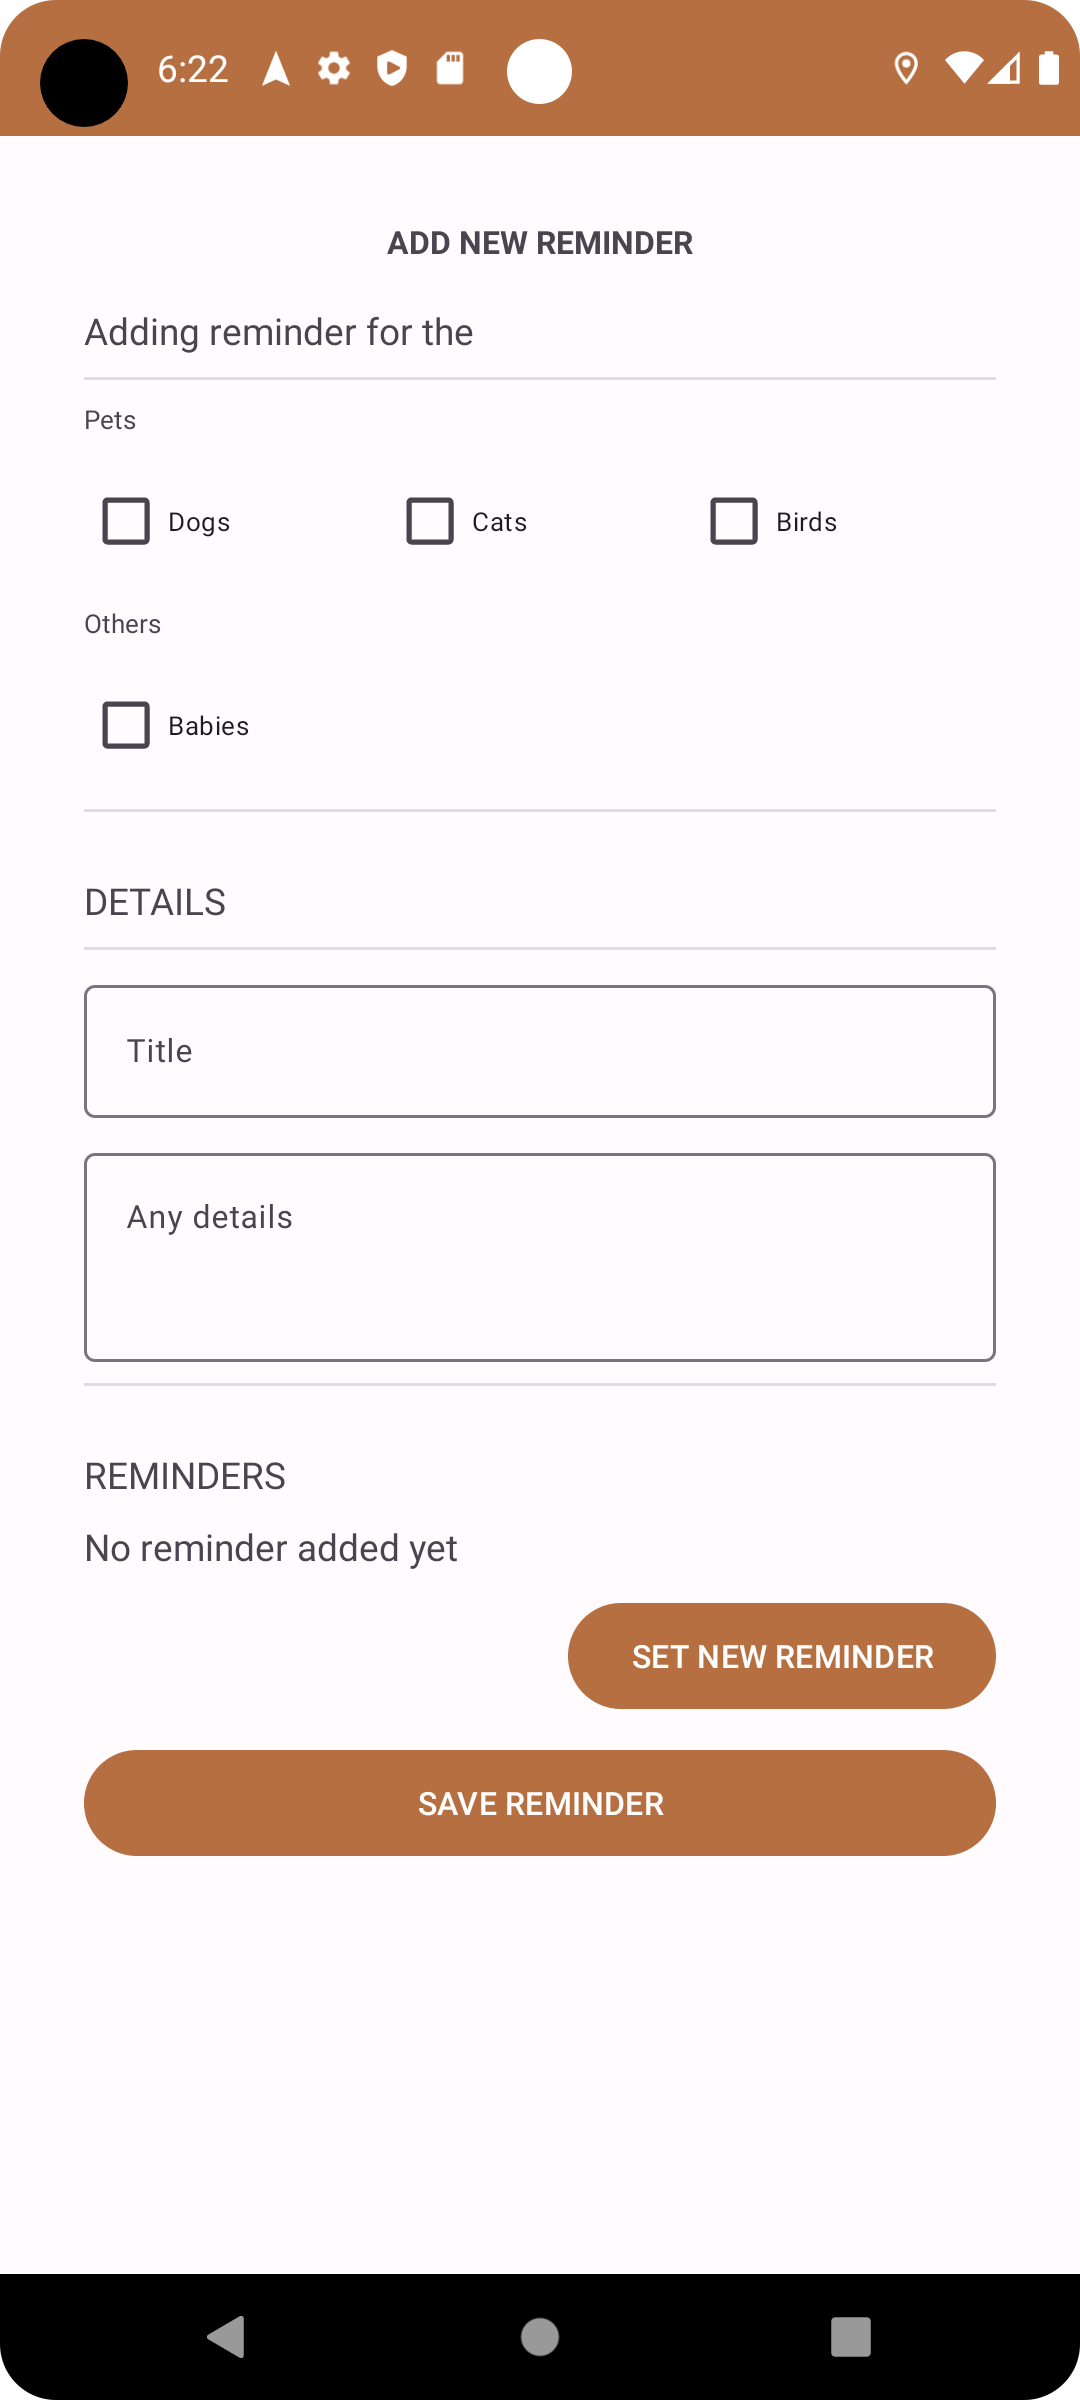 6:22
ADD NEW REMINDER
Adding reminder for the
Pets
Dogs Cats Birds
Others
Babies
DETAILS
Title
Any details
REMINDERS
No reminder added yet
SET NEW REMINDER
SAVE REMINDER